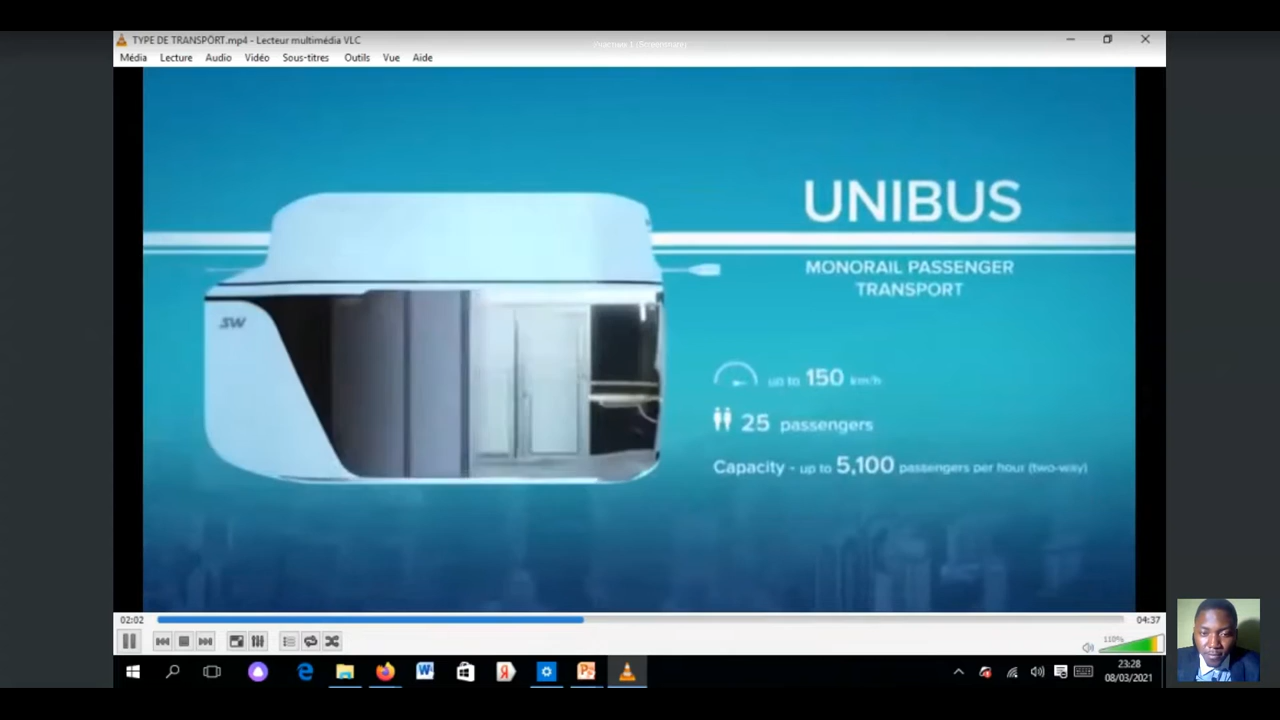 TYPE DE TRANSPORT.mp4 - Lecteur multimédia VLC
Média Lecture Audio Vidéo Sous-titres Outils Vue Aide
UNIBUS
MONORAIL PASSENGER
TRANSPORT
SW
up to 150 km/h
25 passengers
Capacity - up to 5,100 passengers per hour (two-way)
02:02
04:37
110%
23:28
08/03/2021